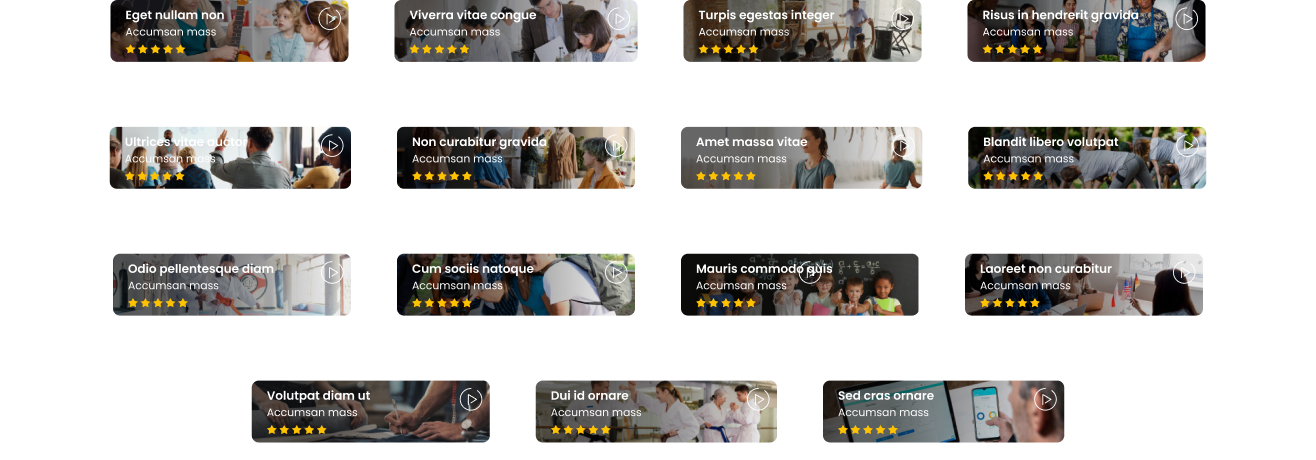 Eget nullam non
Accumsan mass
Viverra vitae congue
Accumsan mass
Turpis egestas integer
Accumsan mass
Risus in hendrerit gravida
Accumsan mass
Ultrices vitae auctor
Accumsan mass
Non curabitur gravida
Accumsan mass
Amet massa vitae
Accumsan mass
Blandit libero volutpat
Accumsan mass
Odio pellentesque diam
Accumsan mass
Cum sociis natoque
Accumsan mass
Mauris commodo quis
Accumsan mass
Laoreet non curabitur
Accumsan mass
Volutpat diam ut
Accumsan mass
Dui id ornare
Accumsan mass
Sed cras ornare
Accumsan mass